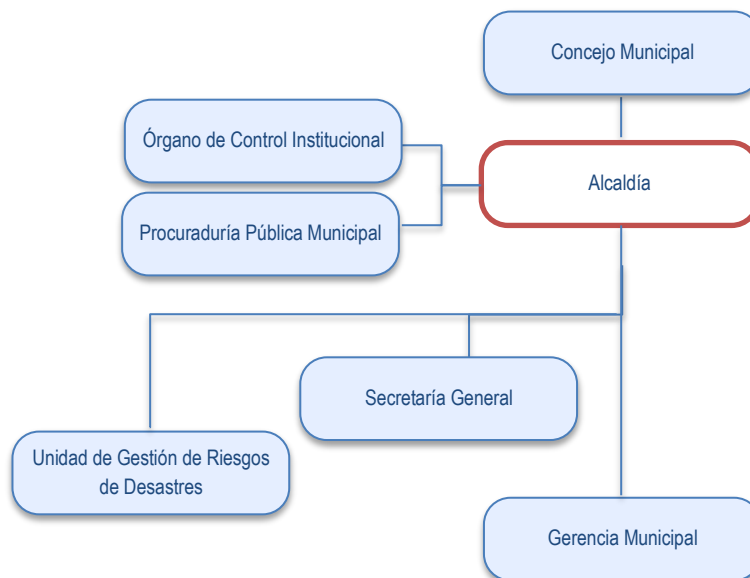 Concejo Municipal
Órgano de Control Institucional
Alcaldía
Procuraduría Pública Municipal
Secretaría General
Unidad de Gestión de Riesgos
de Desastres
Gerencia Municipal